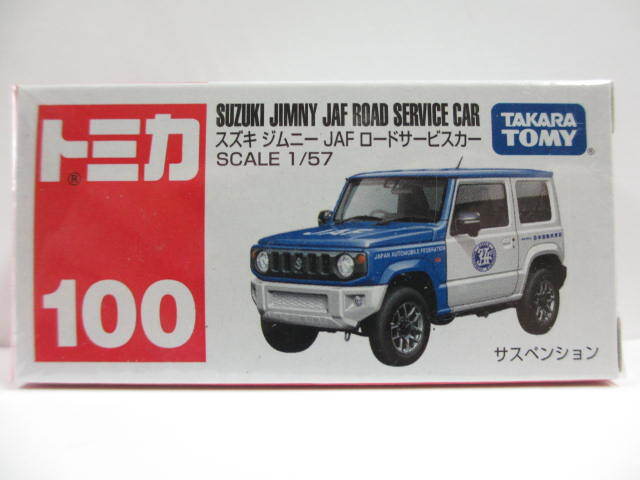 トミカ
®
100
SUZUKI JIMNY JAF ROAD SERVICE CAR
スズキ ジムニー JAF ロードサービスカー
SCALE 1/57
TAKARA
TOMY
®
JAF
JAPAN AUTOMOBILE FEDERATION
サスペンション